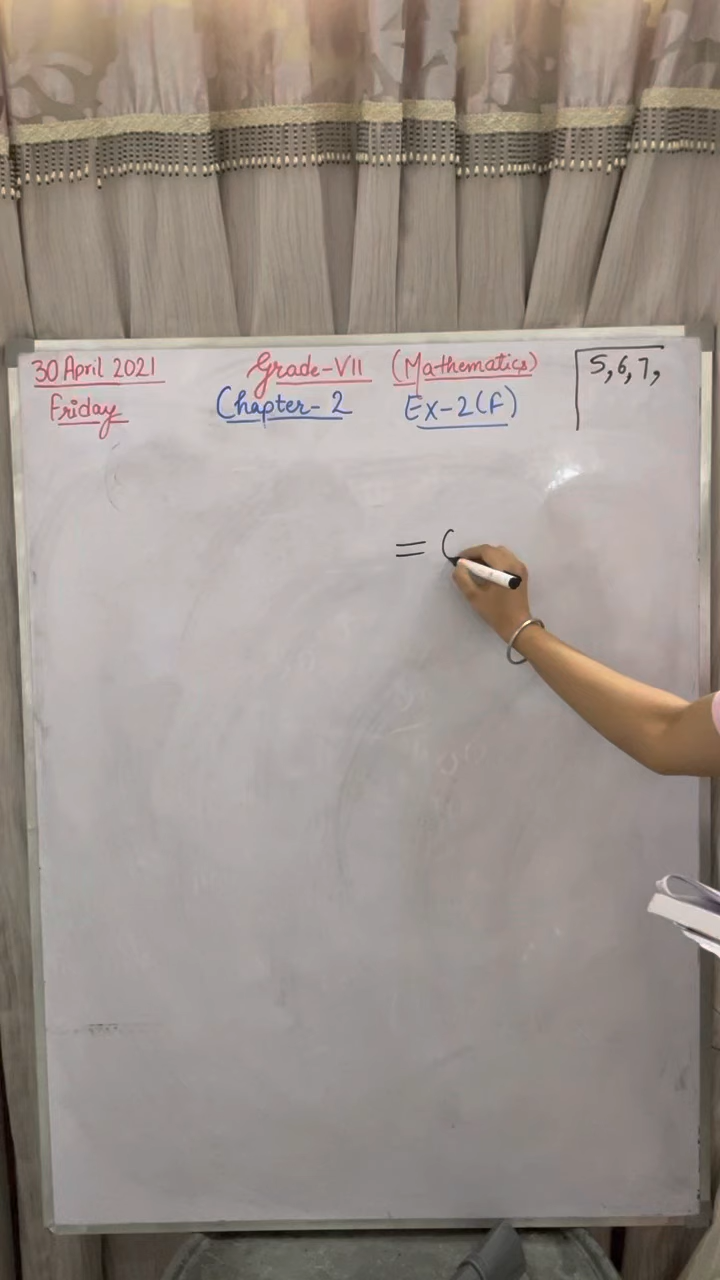 30 April 2021 Grade-VII (Mathematics) 5,6,7,
Friday Chapter-2 Ex-2(F)
= (